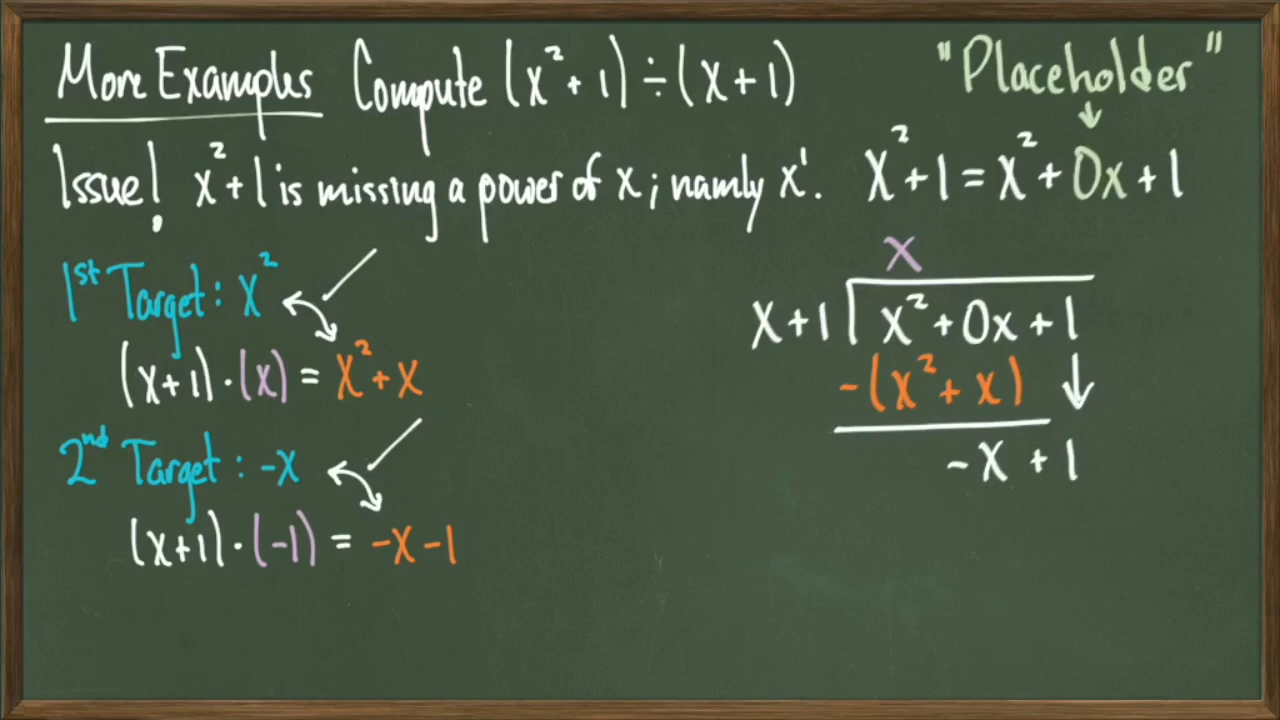 More Examples Compute (x²+1)÷(x+1)
"Placeholder"
↓
Issue! x²+1 is missing a power of x; namly x¹. x²+1=x²+0x+1
1st Target: x²
(x+1)·(x) = x²+x
2nd Target: -x
(x+1)·(-1) = -x-1
x
x+1 x²+0x+1
-(x²+x) ↓
-x+1